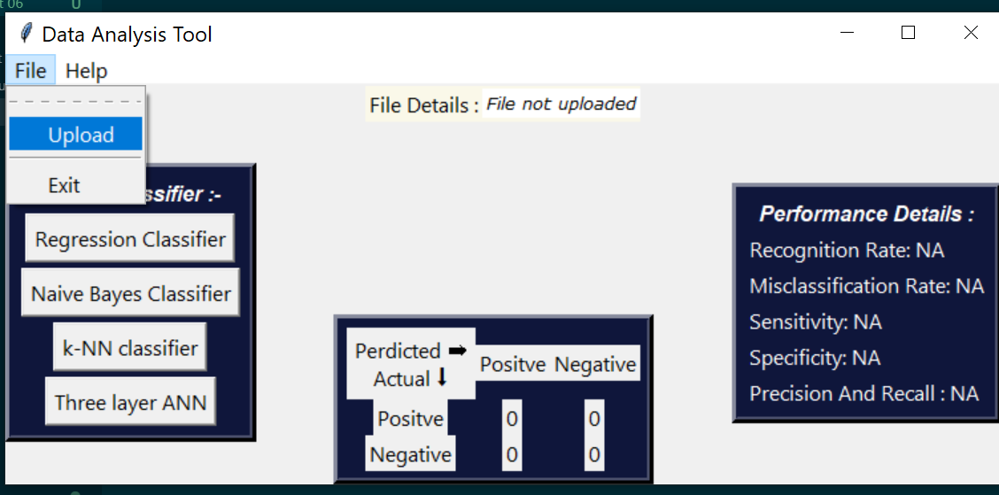 t 06 U
Data Analysis Tool
File Help
File Details : File not uploaded
Upload
Exit
ssifier :-
Regression Classifier
Naive Bayes Classifier
k-NN classifier
Three layer ANN
Perdicted ➡ Positve Negative
Actual ⬇
Positve 0 0
Negative 0 0
Performance Details :
Recognition Rate: NA
Misclassification Rate: NA
Sensitivity: NA
Specificity: NA
Precision And Recall : NA